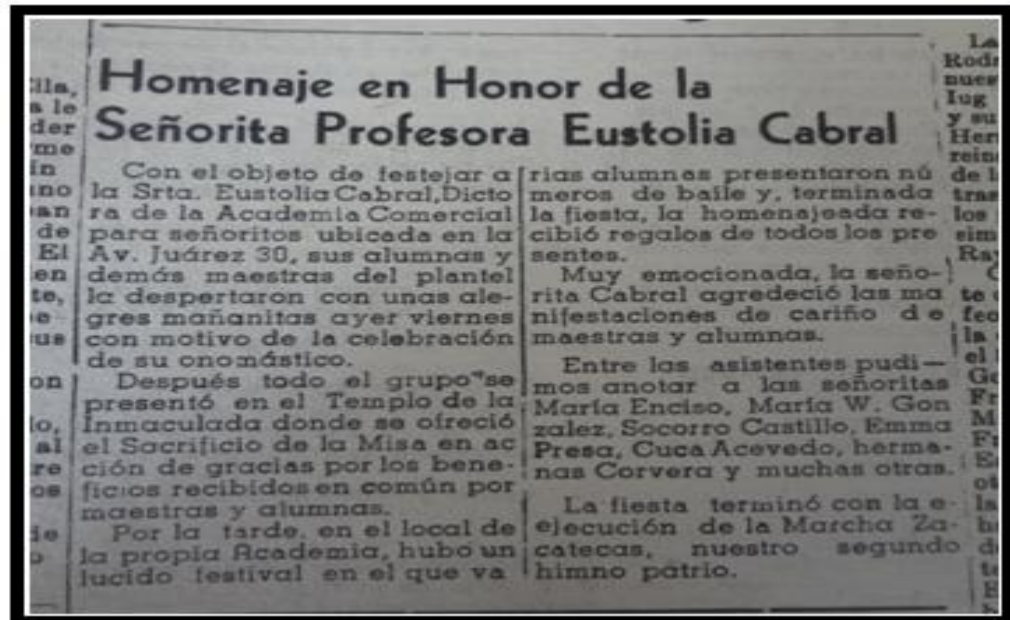 Homenaje en Honor de la
Señorita Profesora Eustolia Cabral
Con el objeto de festejar a
la Srta. Eustolia Cabral, Dicto
ra de la Academia Comercial
para señoritos ubicada en la
Av. Juárez 30, sus alumnas y
demás maestras del plantel
la despertaron con unas ale-
gres mañanitas ayer viernes
con motivo de la celebración
de su onomástico.
Después todo el grupo se
presentó en el Templo de la
Inmaculada donde se ofreció
el Sacrificio de la Misa en ac
ción de gracias por los bene-
ficios recibidos en común por
maestras y alumnas.
Por la tarde, en el local de
la propia Academia, hubo un
lucido festival en el que va
rias alumnas presentaron nú
meros de baile y, terminada
la fiesta, la homenajeada re-
cibió regalos de todos los pre
sentes.
Muy emocionada, la seño-
rita Cabral agredeció las ma
nifestaciones de cariño de
maestras y alumnas.
Entre las asistentes pudi—
mos anotar a las señoritas
María Enciso, María W. Gon
zalez, Socorro Castillo, Emma
Presa, Cuca Acevedo, herma-
nas Corvera y muchas otras.
La fiesta terminó con la e-
ejecución de la Marcha Za-
catecas, nuestro segundo
himno pátrio.